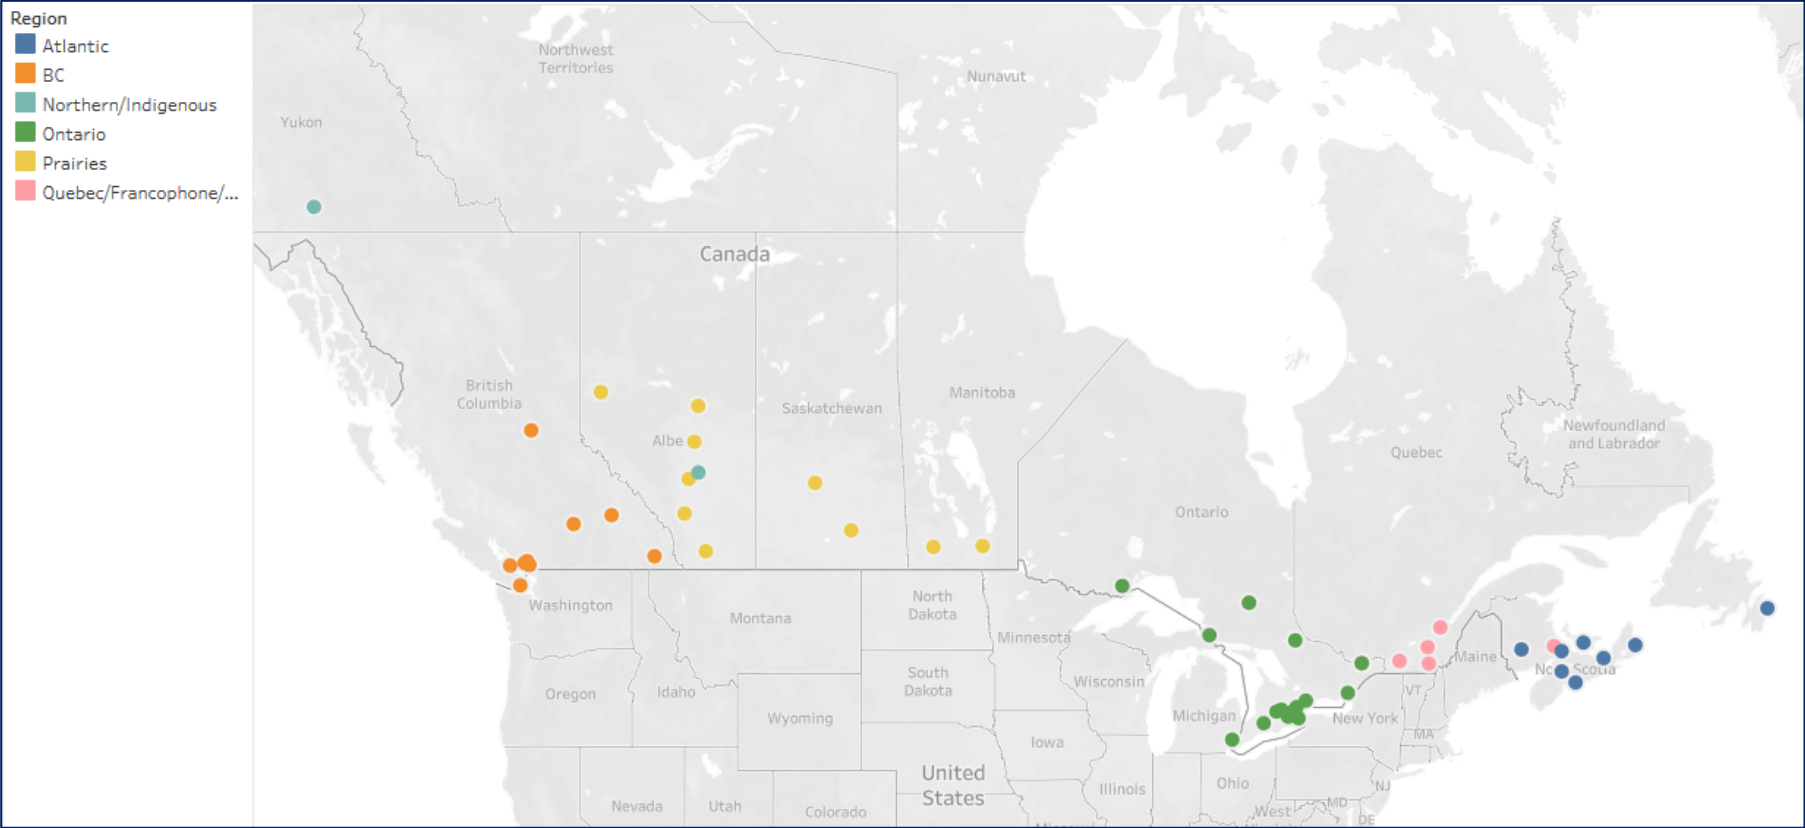 Region
Atlantic
BC
Northern/Indigenous
Ontario
Prairies
Quebec/Francophone/...
Northwest
Territories
Nunavut
Yukon
Canada
British
Columbia
Albe
Saskatchewan
Manitoba
Newfoundland
and Labrador
Quebec
Ontario
Washington
Montana
North
Dakota
Minnesota
Maine
Scotia
Oregon
Idaho
South
Dakota
Wisconsin
VT
Wyoming
Michigan
New York
MA
Iowa
United
States
Nevada
Utah
Colorado
Illinois
Ohio
NJ
West
MD
DE